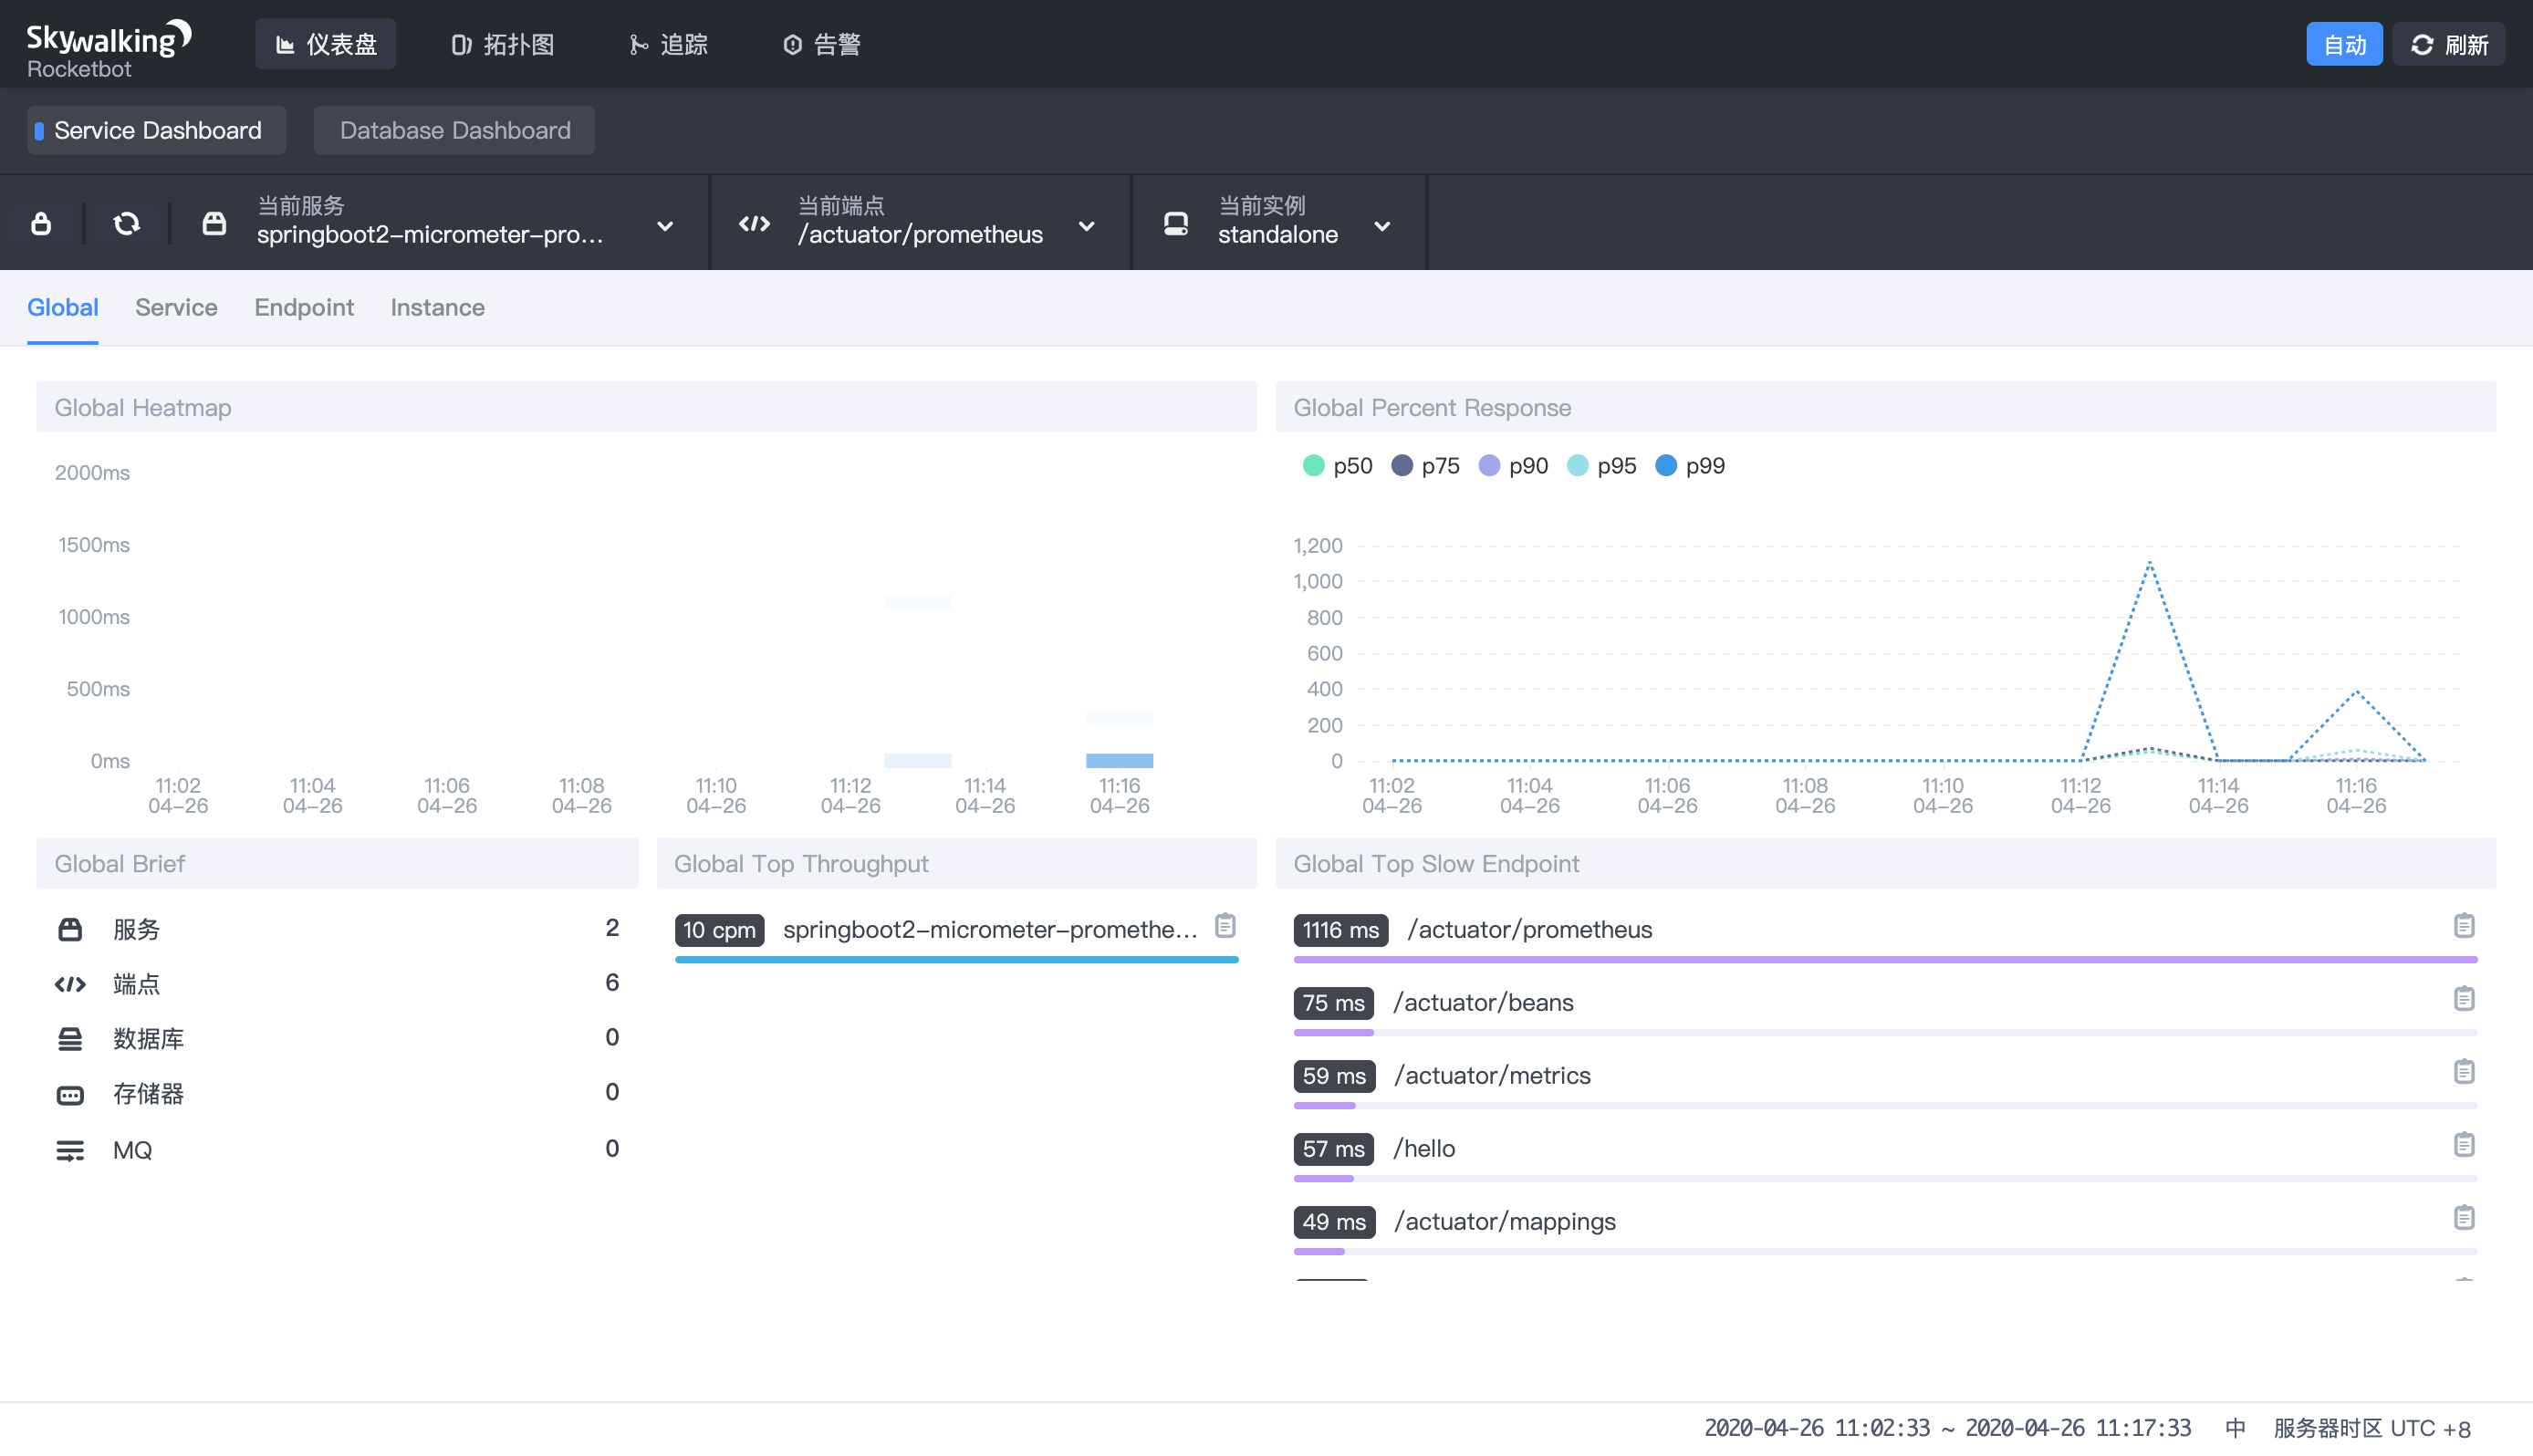 Skywalking
Rocketbot
仪表盘
拓扑图
追踪
告警
自动
刷新
Service Dashboard
Database Dashboard
当前服务
springboot2-micrometer-pro...
当前端点
/actuator/prometheus
当前实例
standalone
Global
Service
Endpoint
Instance
Global Heatmap
2000ms
1500ms
1000ms
500ms
0ms
11:02 11:04 11:06 11:08 11:10 11:12 11:14 11:16
04-26 04-26 04-26 04-26 04-26 04-26 04-26 04-26
Global Percent Response
p50 p75 p90 p95 p99
1,200
1,000
800
600
400
200
0
11:02 11:04 11:06 11:08 11:10 11:12 11:14 11:16
04-26 04-26 04-26 04-26 04-26 04-26 04-26 04-26
Global Brief
服务 2
端点 6
数据库 0
存储器 0
MQ 0
Global Top Throughput
10 cpm springboot2-micrometer-promethe...
Global Top Slow Endpoint
1116 ms /actuator/prometheus
75 ms /actuator/beans
59 ms /actuator/metrics
57 ms /hello
49 ms /actuator/mappings
2020-04-26 11:02:33 ~ 2020-04-26 11:17:33 中 服务器时区 UTC +8